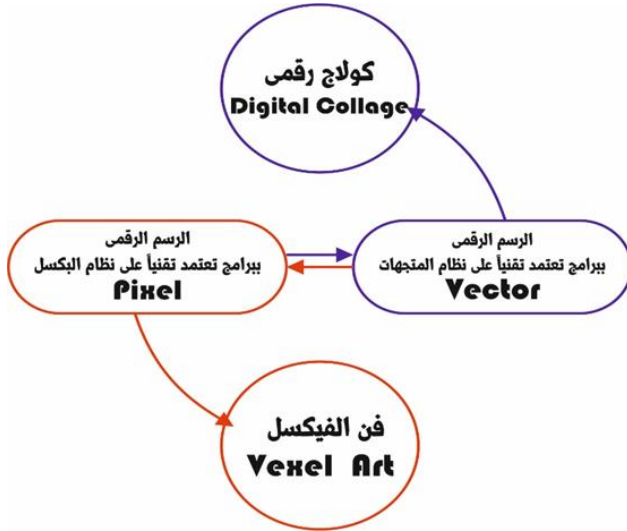 كولاج رقمى
Digital Collage
الرسم الرقمى
ببرامج تعتمد تقنياً على نظام المتجهات
Vector
الرسم الرقمى
ببرامج تعتمد تقنياً على نظام البكسل
Pixel
فن الفيكسل
Vexel Art